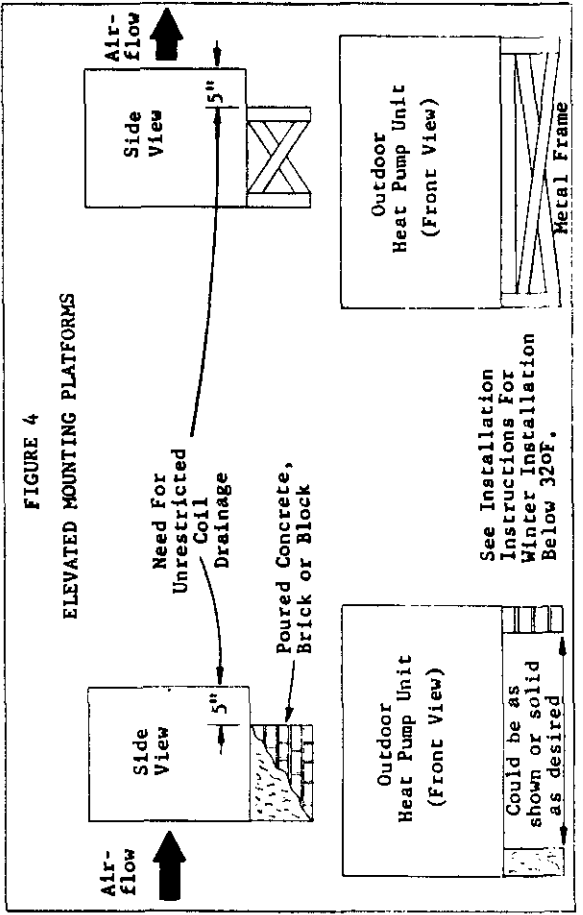 FIGURE 4
ELEVATED MOUNTING PLATFORMS
Air-
flow
Side
View
5"
Need For
Unrestricted
Coil
Drainage
Poured Concrete,
Brick or Block
Side
View
5"
Air-
flow
Outdoor
Heat Pump Unit
(Front View)
Could be as
shown or solid
as desired
See Installation
Instructions For
Winter Installation
Below 32ºF.
Outdoor
Heat Pump Unit
(Front View)
Metal Frame